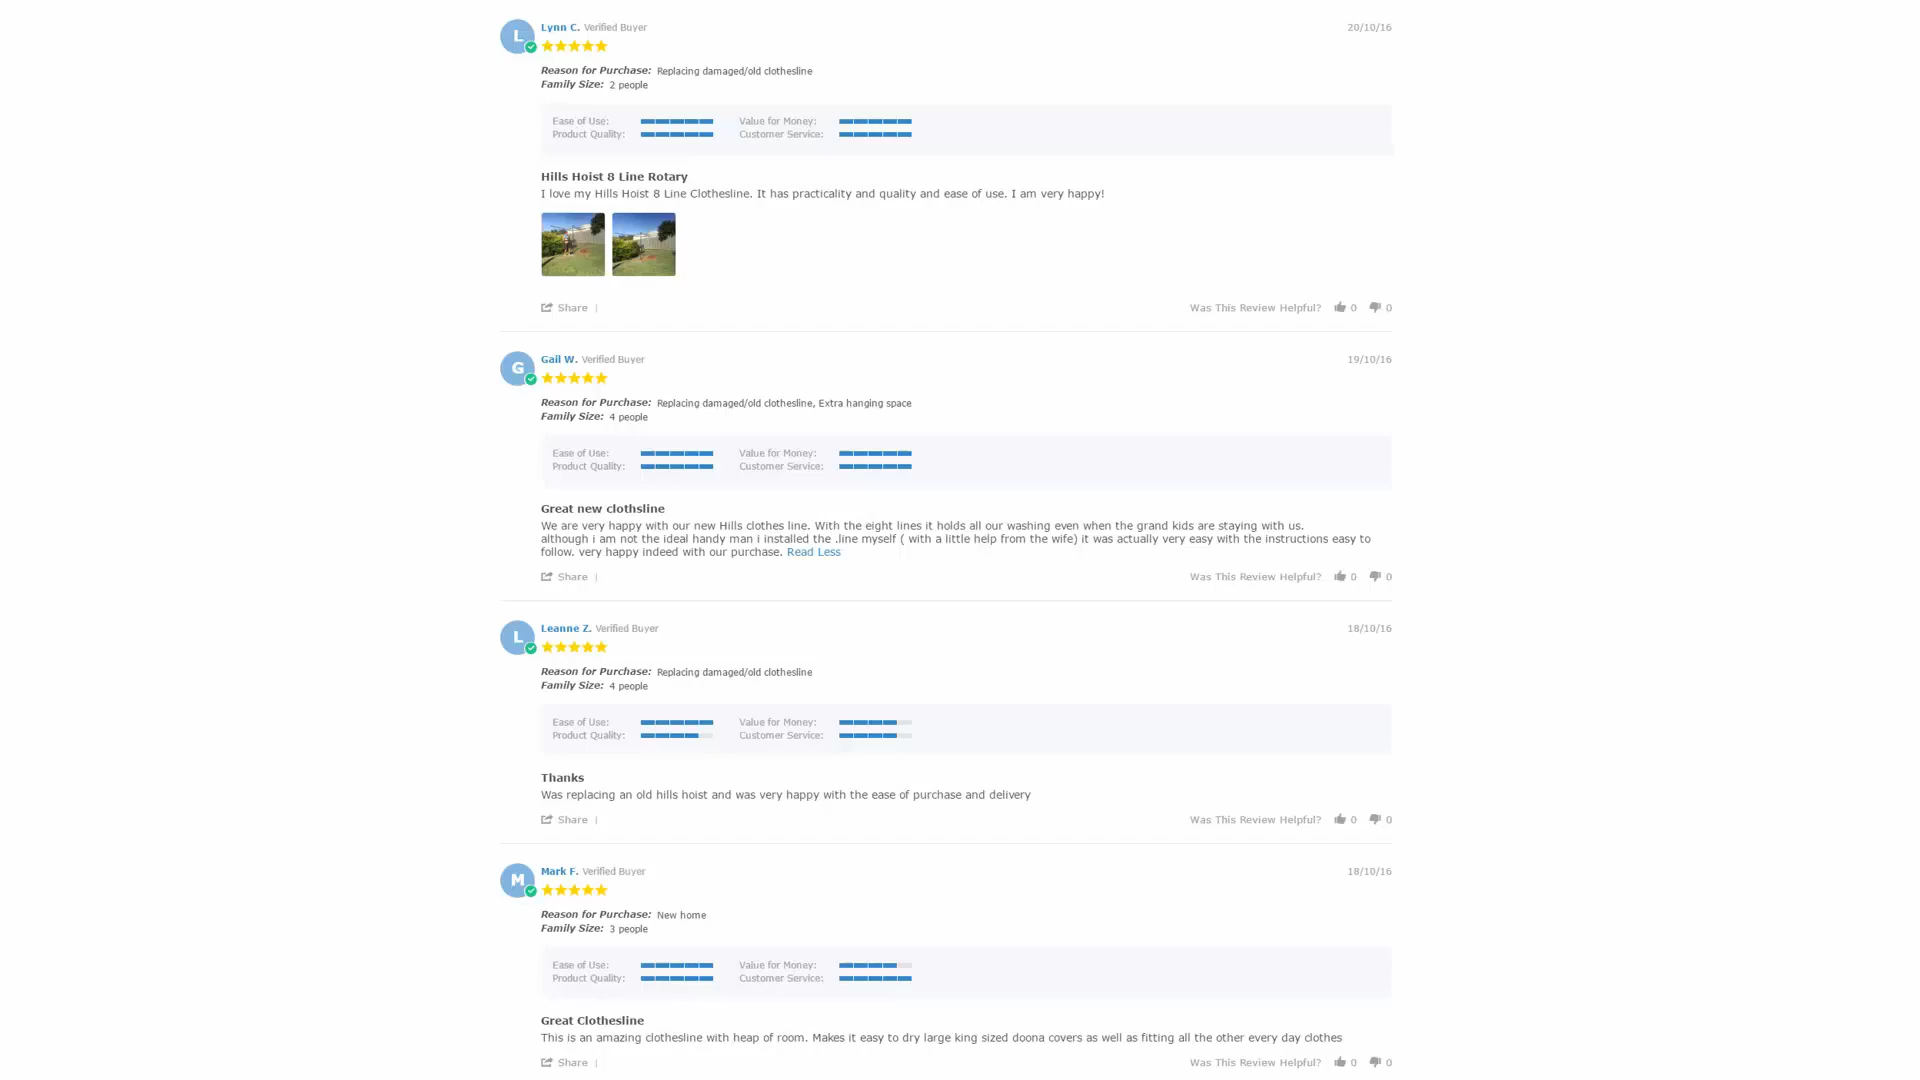 L
Lynn C. Verified Buyer 20/10/16
Reason for Purchase: Replacing damaged/old clothesline
Family Size: 2 people
Ease of Use: Value for Money:
Product Quality: Customer Service:
Hills Hoist 8 Line Rotary
I love my Hills Hoist 8 Line Clothesline. It has practicality and quality and ease of use. I am very happy!
Share | Was This Review Helpful? 0 0
G
Gail W. Verified Buyer 19/10/16
Reason for Purchase: Replacing damaged/old clothesline, Extra hanging space
Family Size: 4 people
Ease of Use: Value for Money:
Product Quality: Customer Service:
Great new clothsline
We are very happy with our new Hills clothes line. With the eight lines it holds all our washing even when the grand kids are staying with us.
although i am not the ideal handy man i installed the .line myself ( with a little help from the wife) it was actually very easy with the instructions easy to
follow. very happy indeed with our purchase. Read Less
Share | Was This Review Helpful? 0 0
L
Leanne Z. Verified Buyer 18/10/16
Reason for Purchase: Replacing damaged/old clothesline
Family Size: 4 people
Ease of Use: Value for Money:
Product Quality: Customer Service:
Thanks
Was replacing an old hills hoist and was very happy with the ease of purchase and delivery
Share | Was This Review Helpful? 0 0
M
Mark F. Verified Buyer 18/10/16
Reason for Purchase: New home
Family Size: 3 people
Ease of Use: Value for Money:
Product Quality: Customer Service:
Great Clothesline
This is an amazing clothesline with heap of room. Makes it easy to dry large king sized doona covers as well as fitting all the other every day clothes
Share | Was This Review Helpful? 0 0